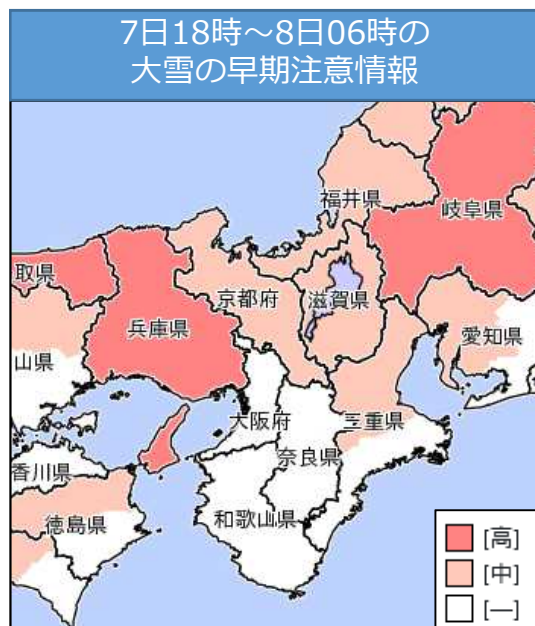 7日18時～8日06時の
大雪の早期注意情報
福井県
岐阜県
取県
京都府
滋賀県
兵庫県
愛知県
山県
大阪府
三重県
奈良県
香川県
和歌山県
徳島県
[高]
[中]
[―]